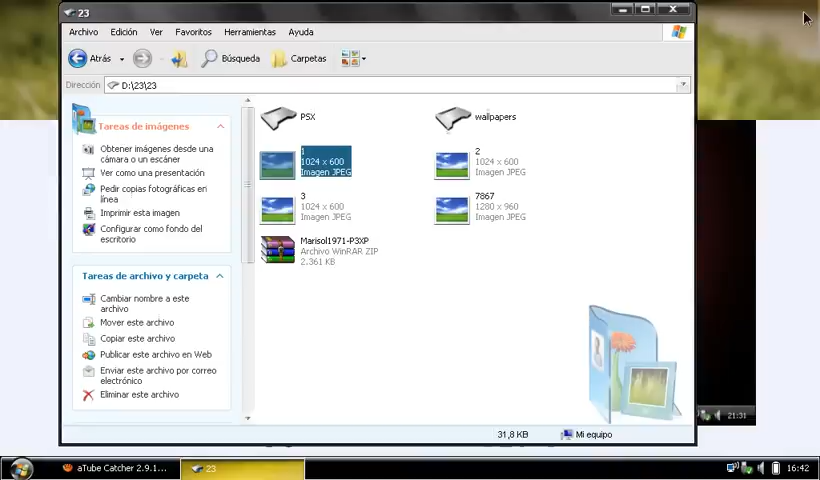 23
Archivo Edición Ver Favoritos Herramientas Ayuda
Atrás Búsqueda Carpetas
Dirección D:\23\23
Tareas de imágenes
Obtener imágenes desde una
cámara o un escáner
Ver como una presentación
Pedir copias fotográficas en
línea
Imprimir esta imagen
Configurar como fondo del
escritorio
Tareas de archivo y carpeta
Cambiar nombre a este
archivo
Mover este archivo
Copiar este archivo
Publicar este archivo en Web
Enviar este archivo por correo
electrónico
Eliminar este archivo
PSX
wallpapers
1
1024 x 600
Imagen JPEG
2
1024 x 600
Imagen JPEG
3
1024 x 600
Imagen JPEG
7867
1280 x 960
Imagen JPEG
Marisol1971-P3XP
Archivo WinRAR ZIP
2.361 KB
31,8 KB Mi equipo
21:31
aTube Catcher 2.9.1... 23 16:42